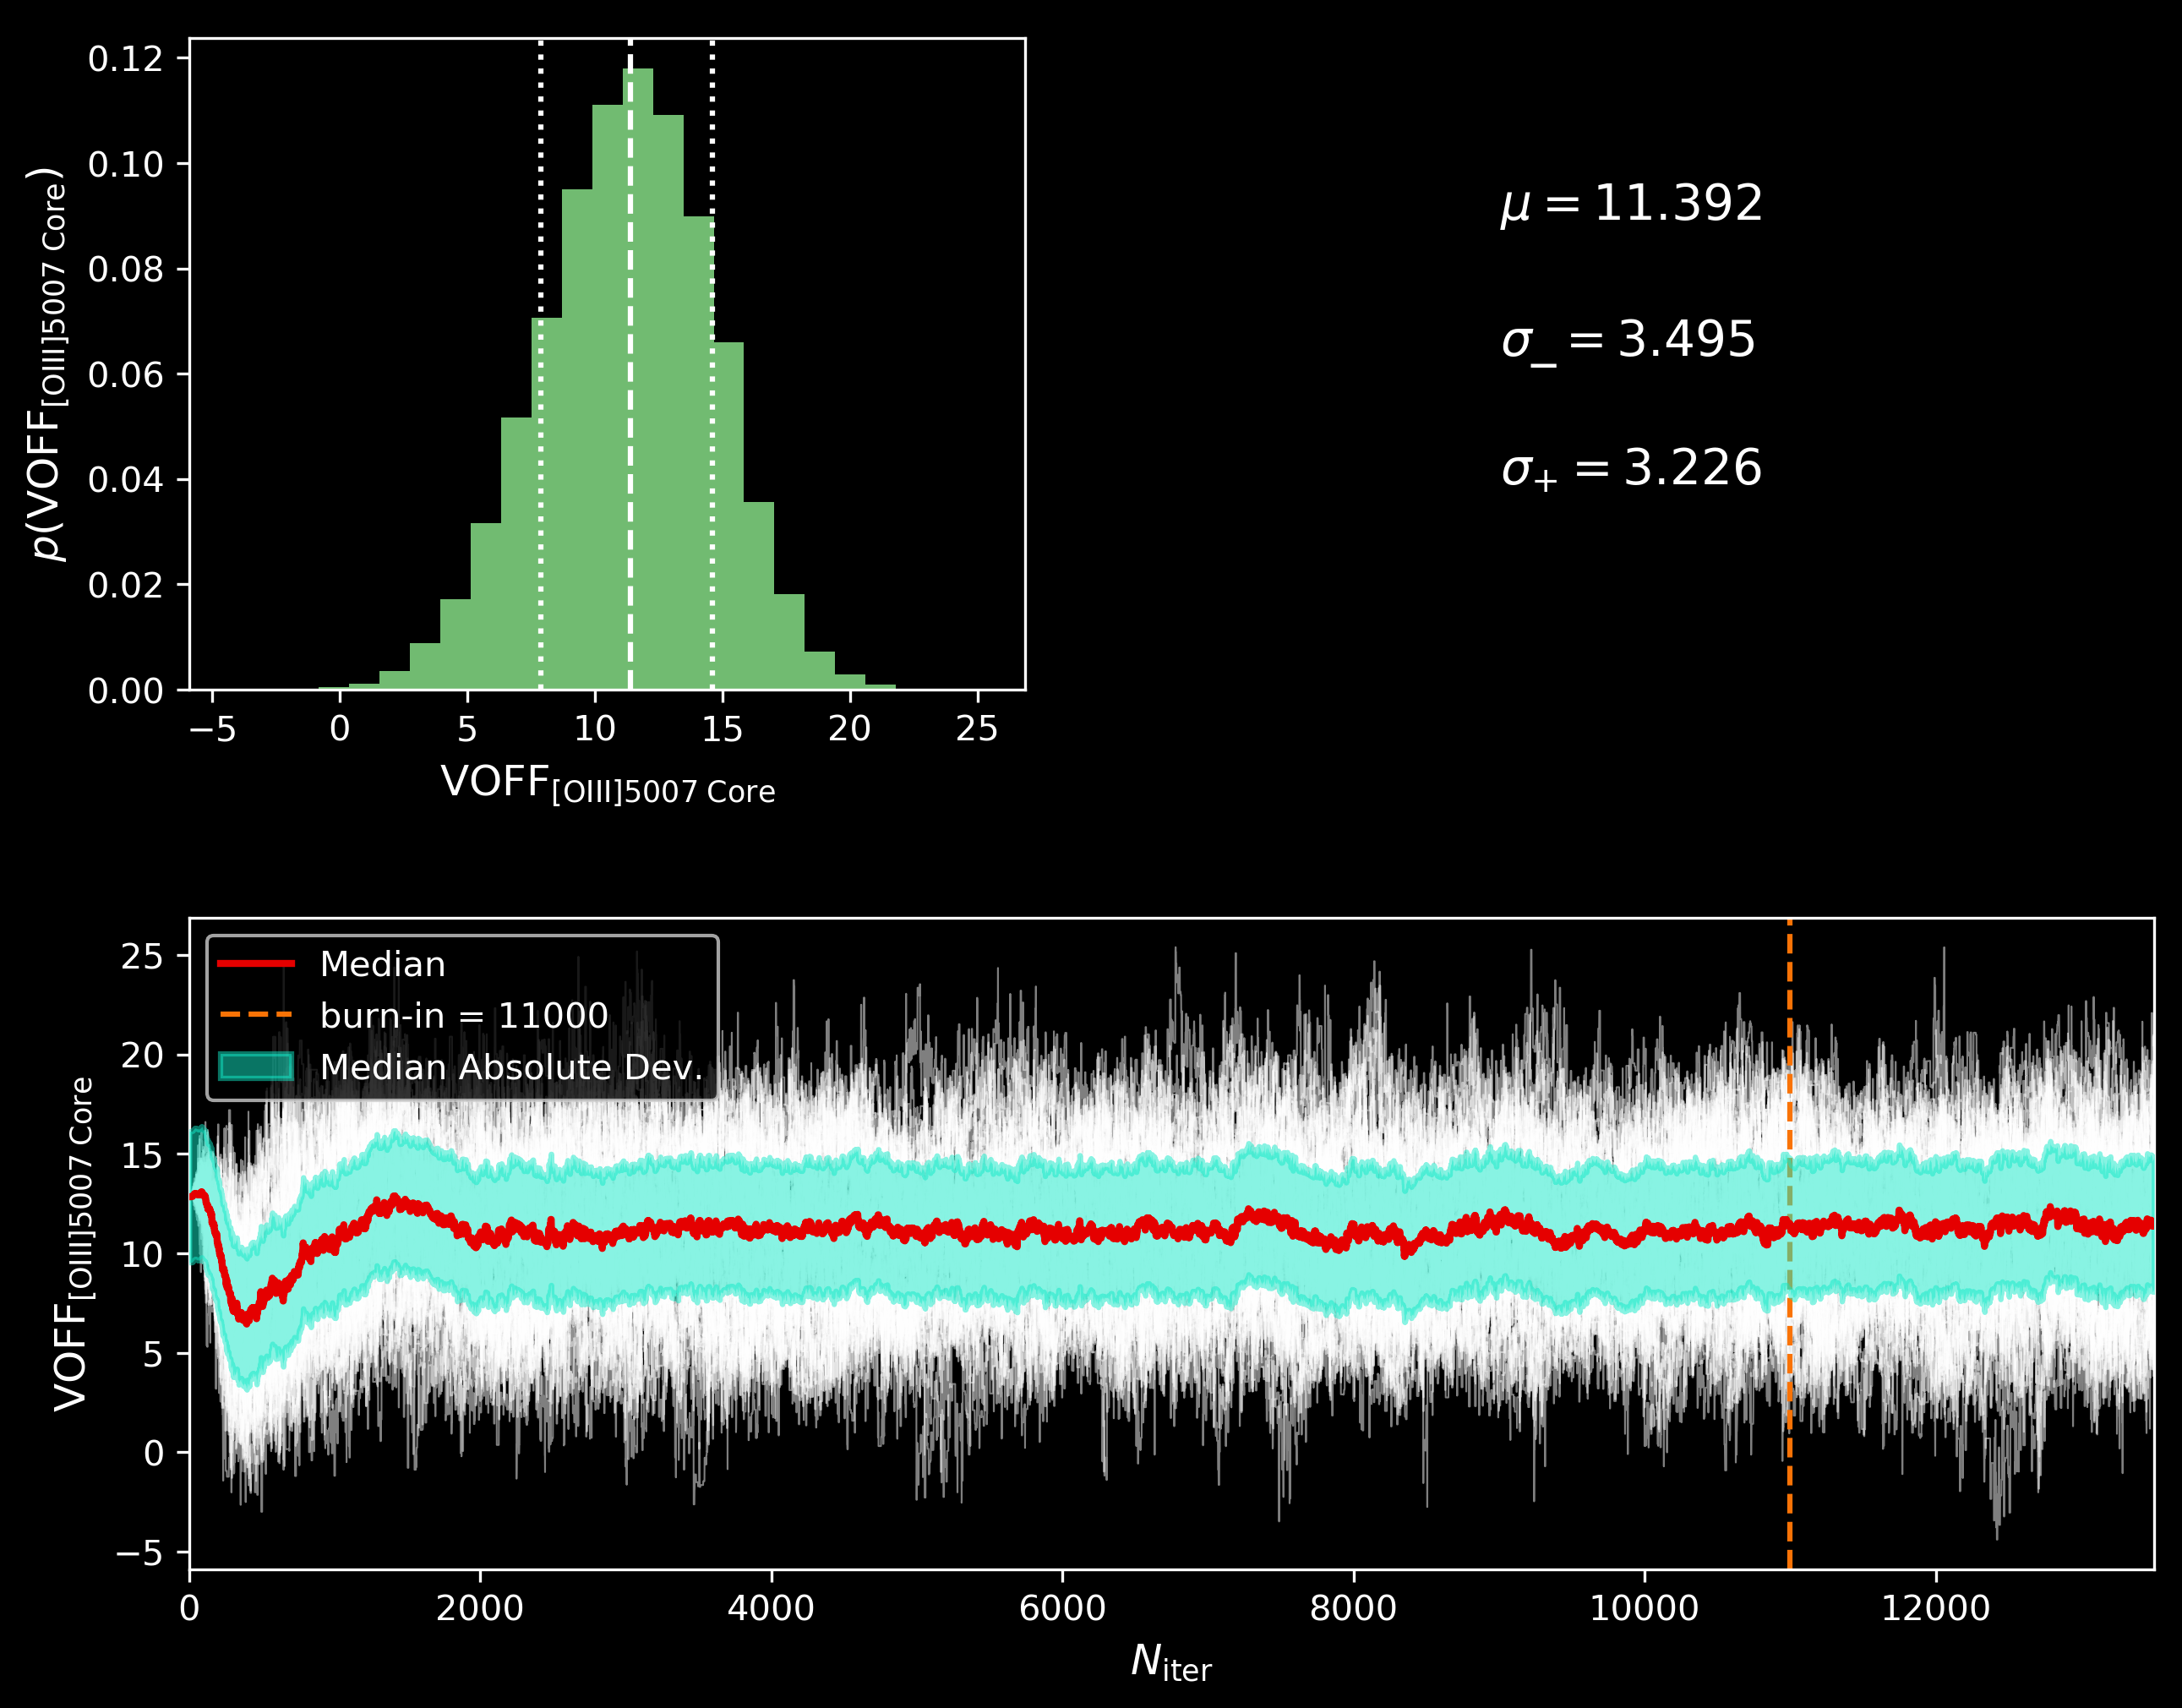 0.12
0.10
0.08
0.06
0.04
0.02
0.00
p(VOFF[OIII]5007 Core)
−5 0 5 10 15 20 25
VOFF[OIII]5007 Core
μ = 11.392
σ− = 3.495
σ+ = 3.226
25
20
15
10
5
0
−5
VOFF[OIII]5007 Core
Median
burn-in = 11000
Median Absolute Dev.
0 2000 4000 6000 8000 10000 12000
Niter